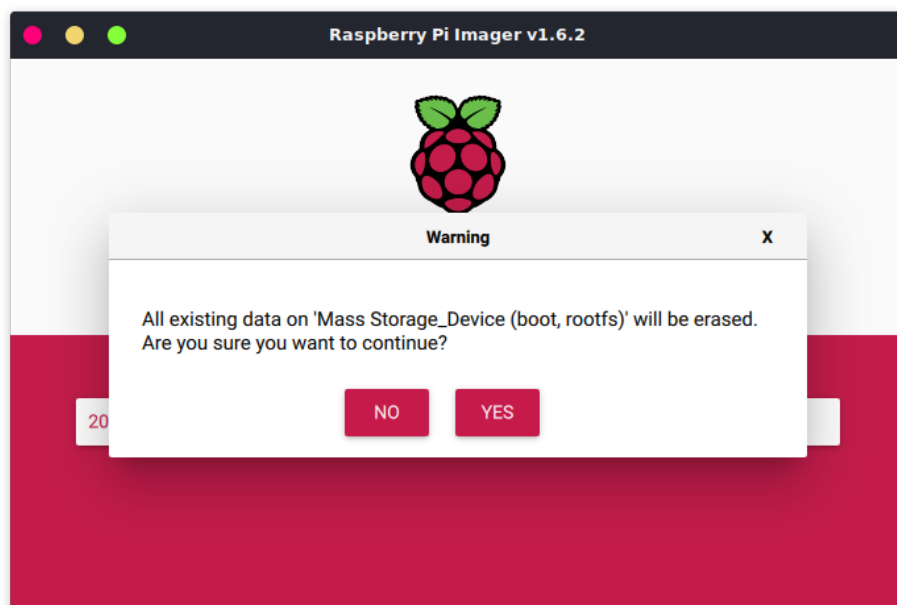 Raspberry Pi Imager v1.6.2
Warning
X
All existing data on 'Mass Storage_Device (boot, rootfs)' will be erased.
Are you sure you want to continue?
NO
YES
20